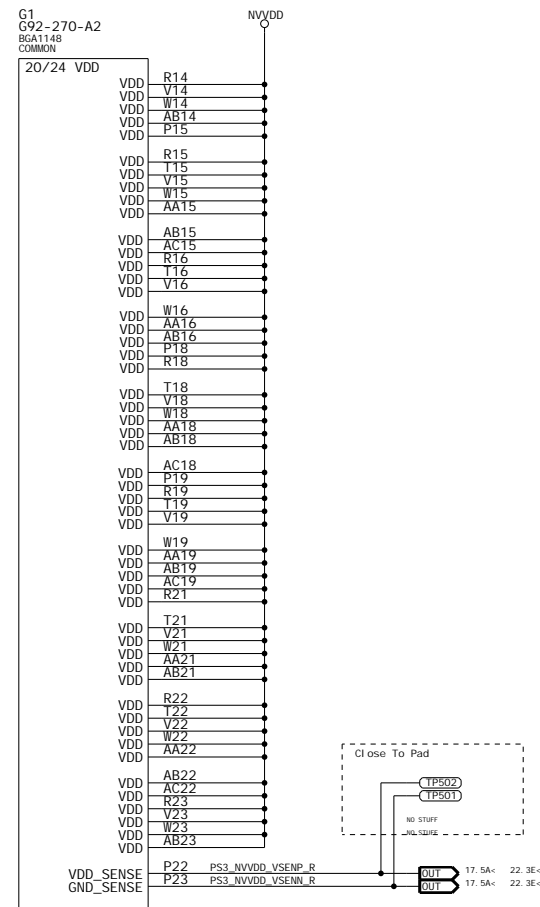 G1
G92-270-A2
BGA1148
COMMON
NVVDD
20/24 VDD
VDD R14
VDD V14
VDD W14
VDD AB14
VDD P15
VDD R15
VDD T15
VDD V15
VDD W15
VDD AA15
VDD AB15
VDD AC15
VDD R16
VDD T16
VDD V16
VDD W16
VDD AA16
VDD AB16
VDD P18
VDD R18
VDD T18
VDD V18
VDD W18
VDD AA18
VDD AB18
VDD AC18
VDD P19
VDD R19
VDD T19
VDD V19
VDD W19
VDD AA19
VDD AB19
VDD AC19
VDD R21
VDD T21
VDD V21
VDD W21
VDD AA21
VDD AB21
VDD R22
VDD T22
VDD V22
VDD W22
VDD AA22
VDD AB22
VDD AC22
VDD R23
VDD V23
VDD W23
VDD AB23
Close To Pad
TP502
TP501
NO STUFF
NO STUFF
VDD_SENSE P22 PS3_NVVDD_VSENP_R OUT 17.5A< 22.3E<
GND_SENSE P23 PS3_NVVDD_VSENN_R OUT 17.5A< 22.3E<